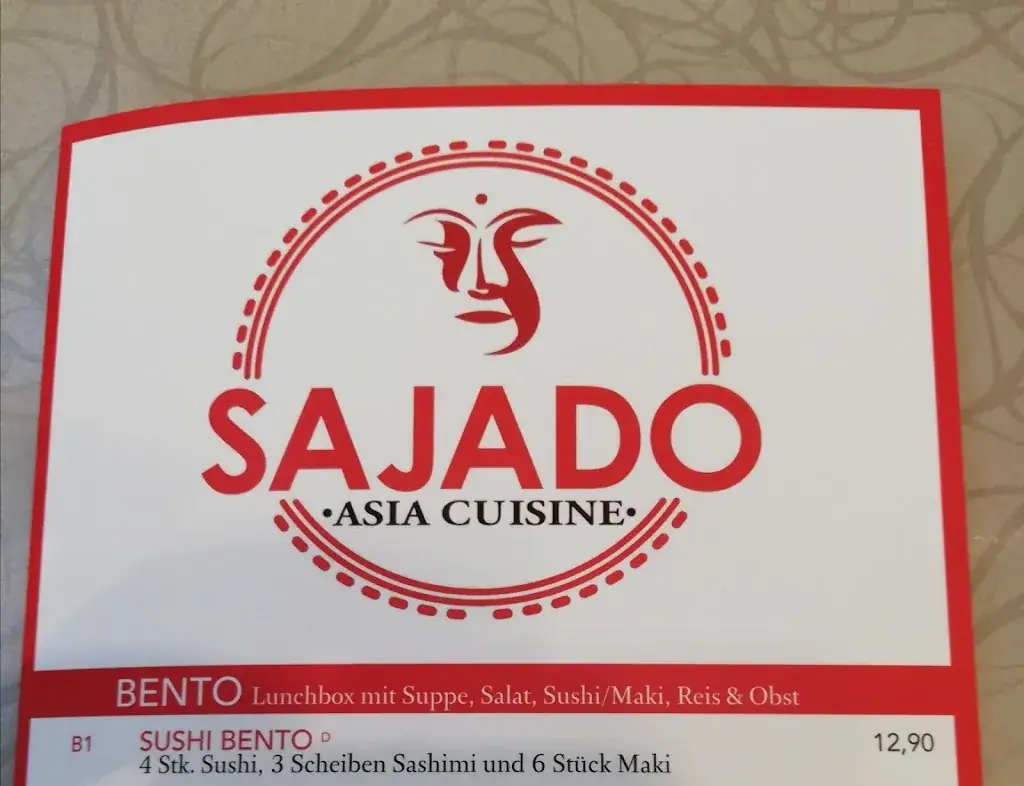 SAJADO
·ASIA CUISINE·
BENTO Lunchbox mit Suppe, Salat, Sushi/Maki, Reis & Obst
B1 SUSHI BENTO D 12,90
4 Stk. Sushi, 3 Scheiben Sashimi und 6 Stück Maki